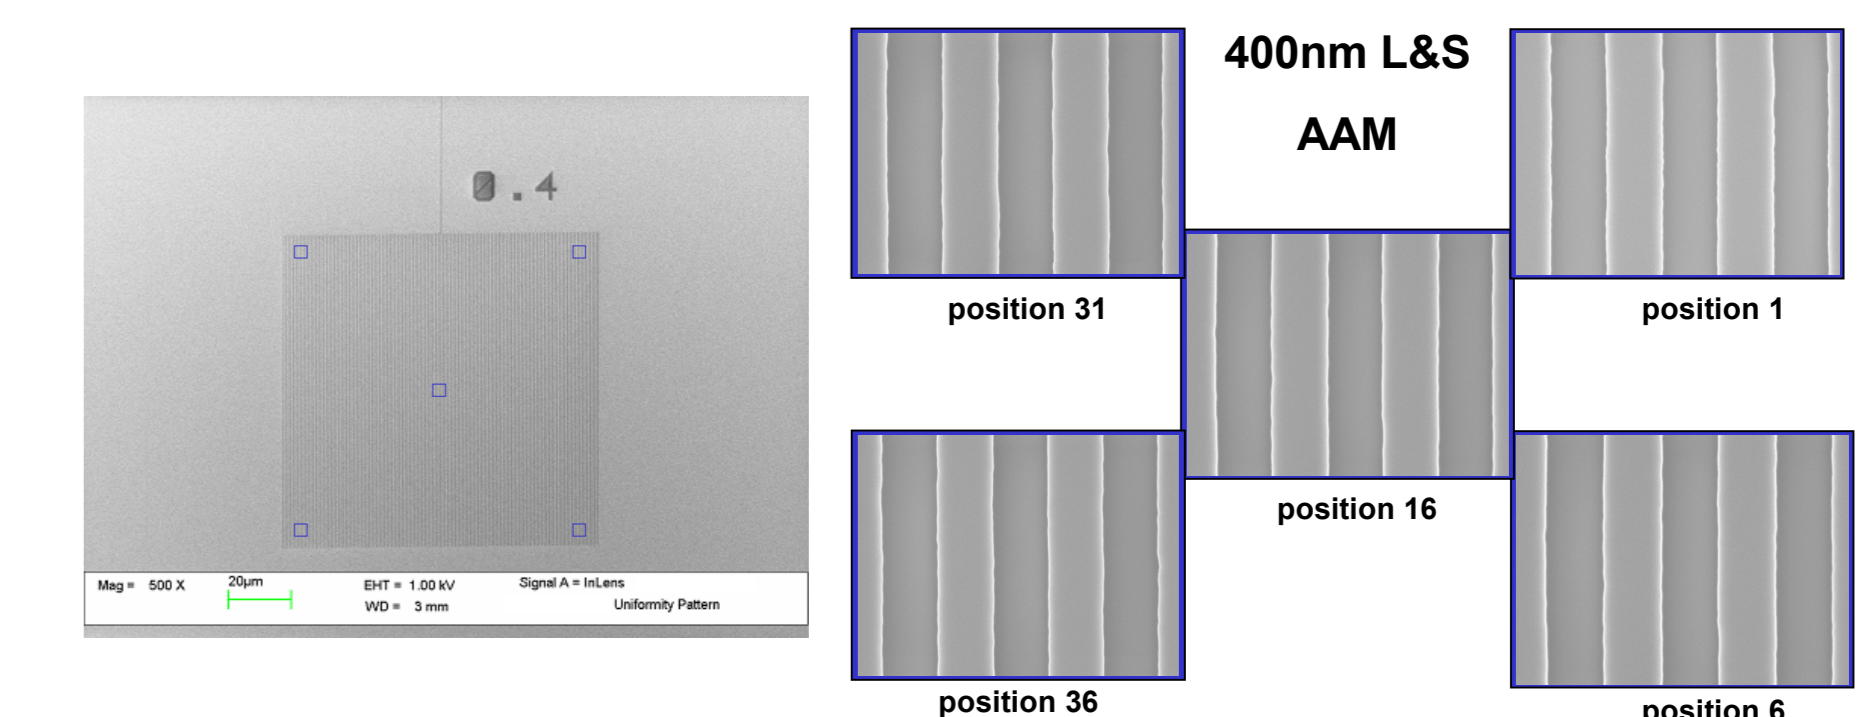 0.4
Mag = 500 X
20µm
EHT = 1.00 kV
Signal A = InLens
WD = 3 mm
Uniformity Pattern
400nm L&S
AAM
position 31
position 1
position 16
position 36
position 6